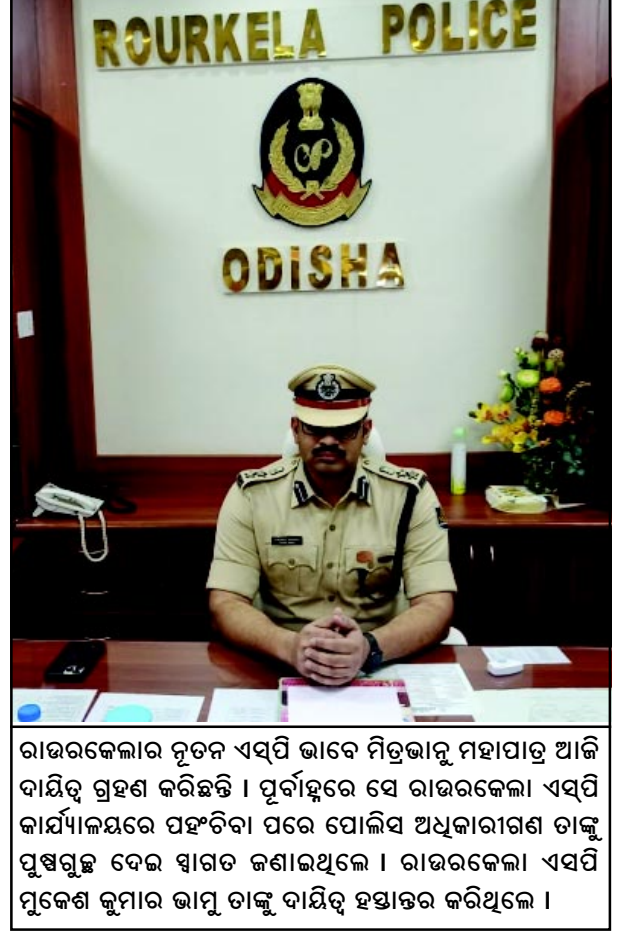 ROURKELA POLICE
ODISHA
ରାଉରକେଲାର ନୂତନ ଏସ୍‌ପି ଭାବେ ମିତ୍ରଭାନୁ ମହାପାତ୍ର ଆଜି
ଦାୟିତ୍ୱ ଗ୍ରହଣ କରିଛନ୍ତି । ପୂର୍ବାହ୍ନରେ ସେ ରାଉରକେଲା ଏସ୍‌ପି
କାର୍ଯ୍ୟାଳୟରେ ପହଂଚିବା ପରେ ପୋଲିସ ଅଧିକାରୀଗଣ ତାଙ୍କୁ
ପୁଷ୍ପଗୁଚ୍ଛ ଦେଇ ସ୍ୱାଗତ ଜଣାଇଥିଲେ । ରାଉରକେଲା ଏସପି
ମୁକେଶ କୁମାର ଭାମୁ ତାଙ୍କୁ ଦାୟିତ୍ୱ ହସ୍ତାନ୍ତର କରିଥିଲେ ।